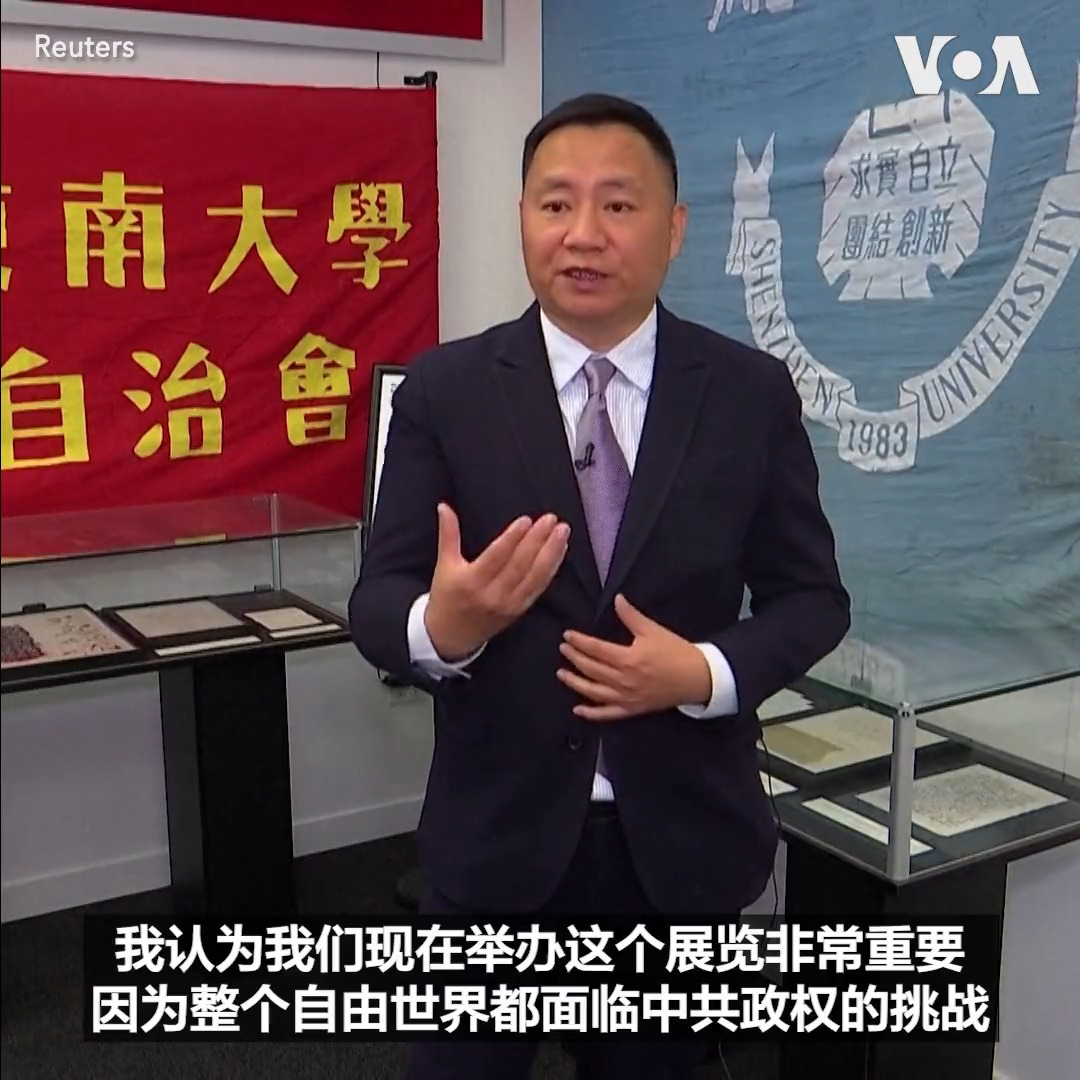 Reuters
VOA
南大學
自治會
求實自立
團結創新
SHENZHEN UNIVERSITY
1983
我认为我们现在举办这个展览非常重要
因为整个自由世界都面临中共政权的挑战